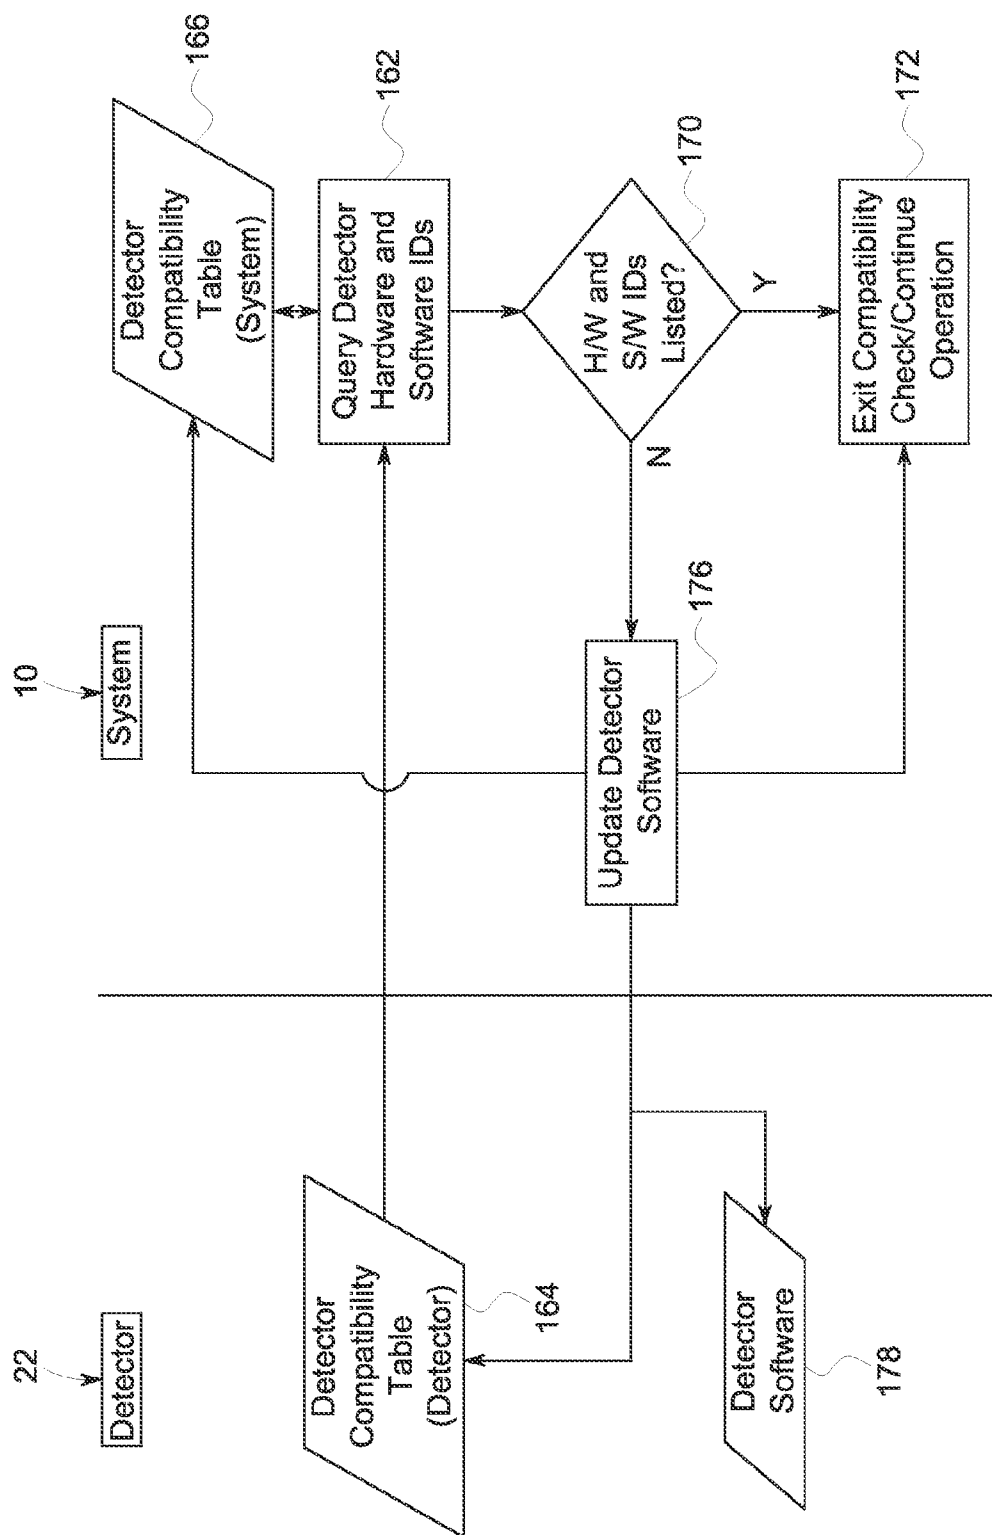 22
Detector
10
System
Detector
Compatibility
Table
(System)
166
Detector
Compatibility
Table
(Detector)
164
Query Detector
Hardware and
Software IDs
162
H/W and
S/W IDs
Listed?
170
N
Y
Update Detector
Software
176
Detector
Software
178
Exit Compatibility
Check/Continue
Operation
172